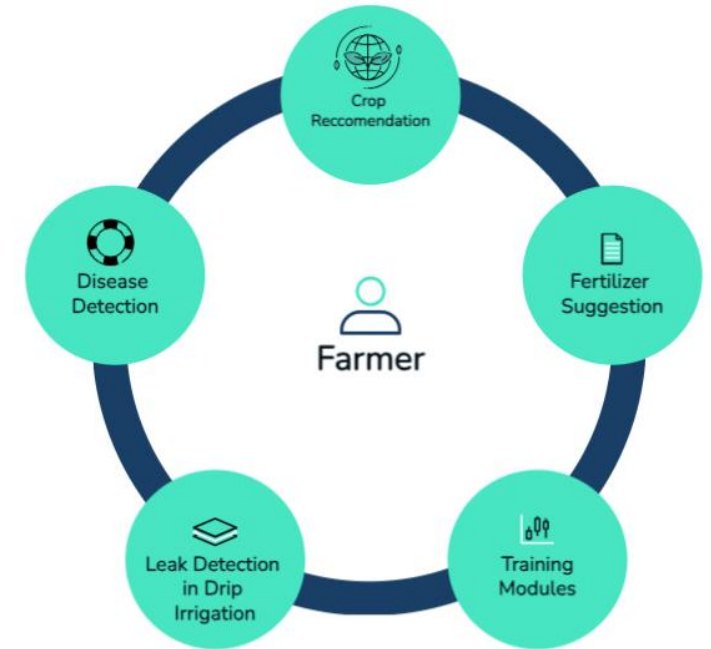 Crop
Reccomendation
Disease
Detection
Fertilizer
Suggestion
Farmer
Leak Detection
in Drip
Irrigation
Training
Modules